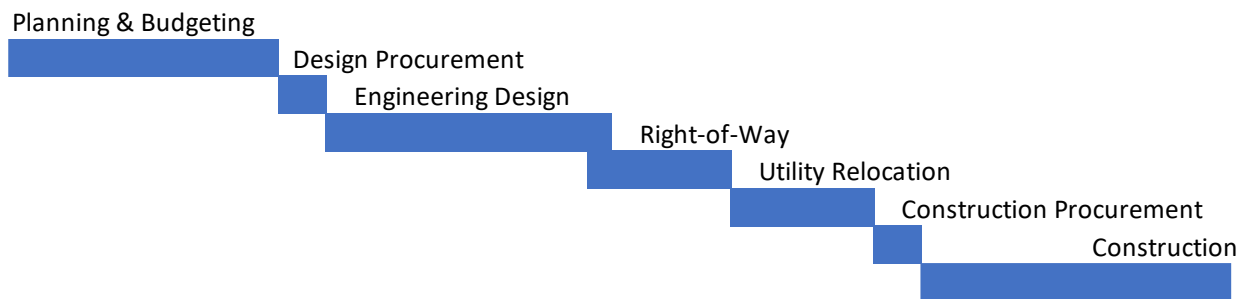 Planning & Budgeting
Design Procurement
Engineering Design
Right-of-Way
Utility Relocation
Construction Procurement
Construction